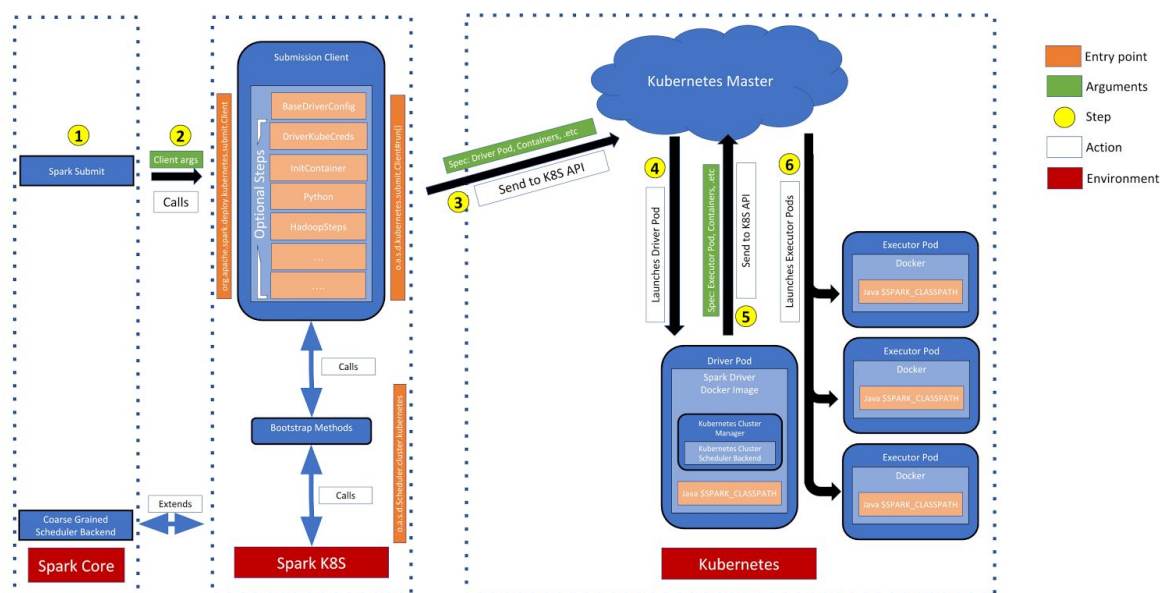 1
Spark Submit
Coarse Grained
Scheduler Backend
Spark Core
2
Client args
Calls
Extends
org.apache.spark.deploy.kubernetes.submit.Client
Submission Client
Optional Steps
BaseDriverConfig
DriverKubeCreds
InitContainer
Python
HadoopSteps
...
....
o.a.s.d.kubernetes.submit.Client#run()
Calls
Bootstrap Methods
Calls
o.a.s.d.Scheduler.cluster.kubernetes
Spark K8S
Spec: Driver Pod, Containers, .etc
3
Send to K8S API
Kubernetes Master
4
Launches Driver Pod
Spec: Executor Pod, Containers, .etc
Send to K8S API
5
6
Launches Executor Pods
Driver Pod
Spark Driver
Docker Image
Kubernetes Cluster
Manager
Kubernetes Cluster
Scheduler Backend
Java $SPARK_CLASSPATH
Executor Pod
Docker
Java $SPARK_CLASSPATH
Executor Pod
Docker
Java $SPARK_CLASSPATH
Executor Pod
Docker
Java $SPARK_CLASSPATH
Kubernetes
Entry point
Arguments
Step
Action
Environment